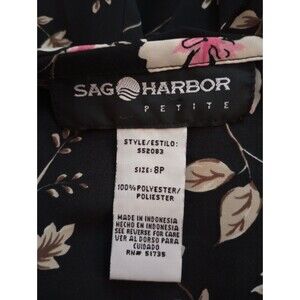 SAG HARBOR
PETITE
STYLE/ESTILO:
552093
SIZE: 8P
100% POLYESTER/
POLIESTER
MADE IN INDONESIA
HECHO EN INDONESIA
SEE REVERSE FOR CARE
VER AL DORSO PARA
CUIDADO
RN# 51735